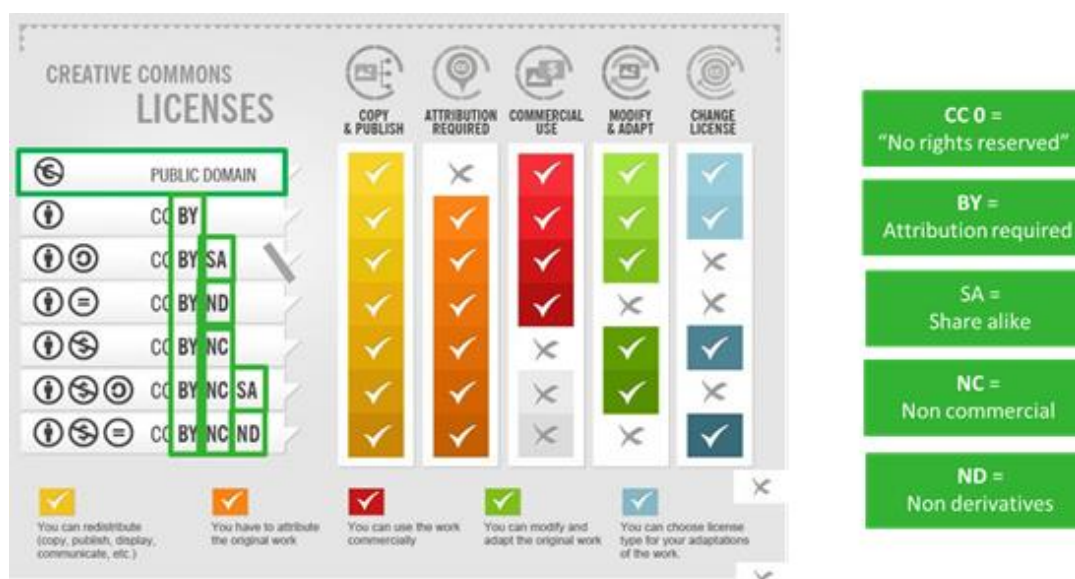 CREATIVE COMMONS
LICENSES
COPY
& PUBLISH
ATTRIBUTION
REQUIRED
COMMERCIAL
USE
MODIFY
& ADAPT
CHANGE
LICENSE
PUBLIC DOMAIN
CC BY
CC BY SA
CC BY ND
CC BY NC
CC BY NC SA
CC BY NC ND
You can redistribute
(copy, publish, display,
communicate, etc.)
You have to attribute
the original work
You can use the work
commercially
You can modify and
adapt the original work
You can choose license
type for your adaptations
of the work.
CC 0 =
“No rights reserved”
BY =
Attribution required
SA =
Share alike
NC =
Non commercial
ND =
Non derivatives